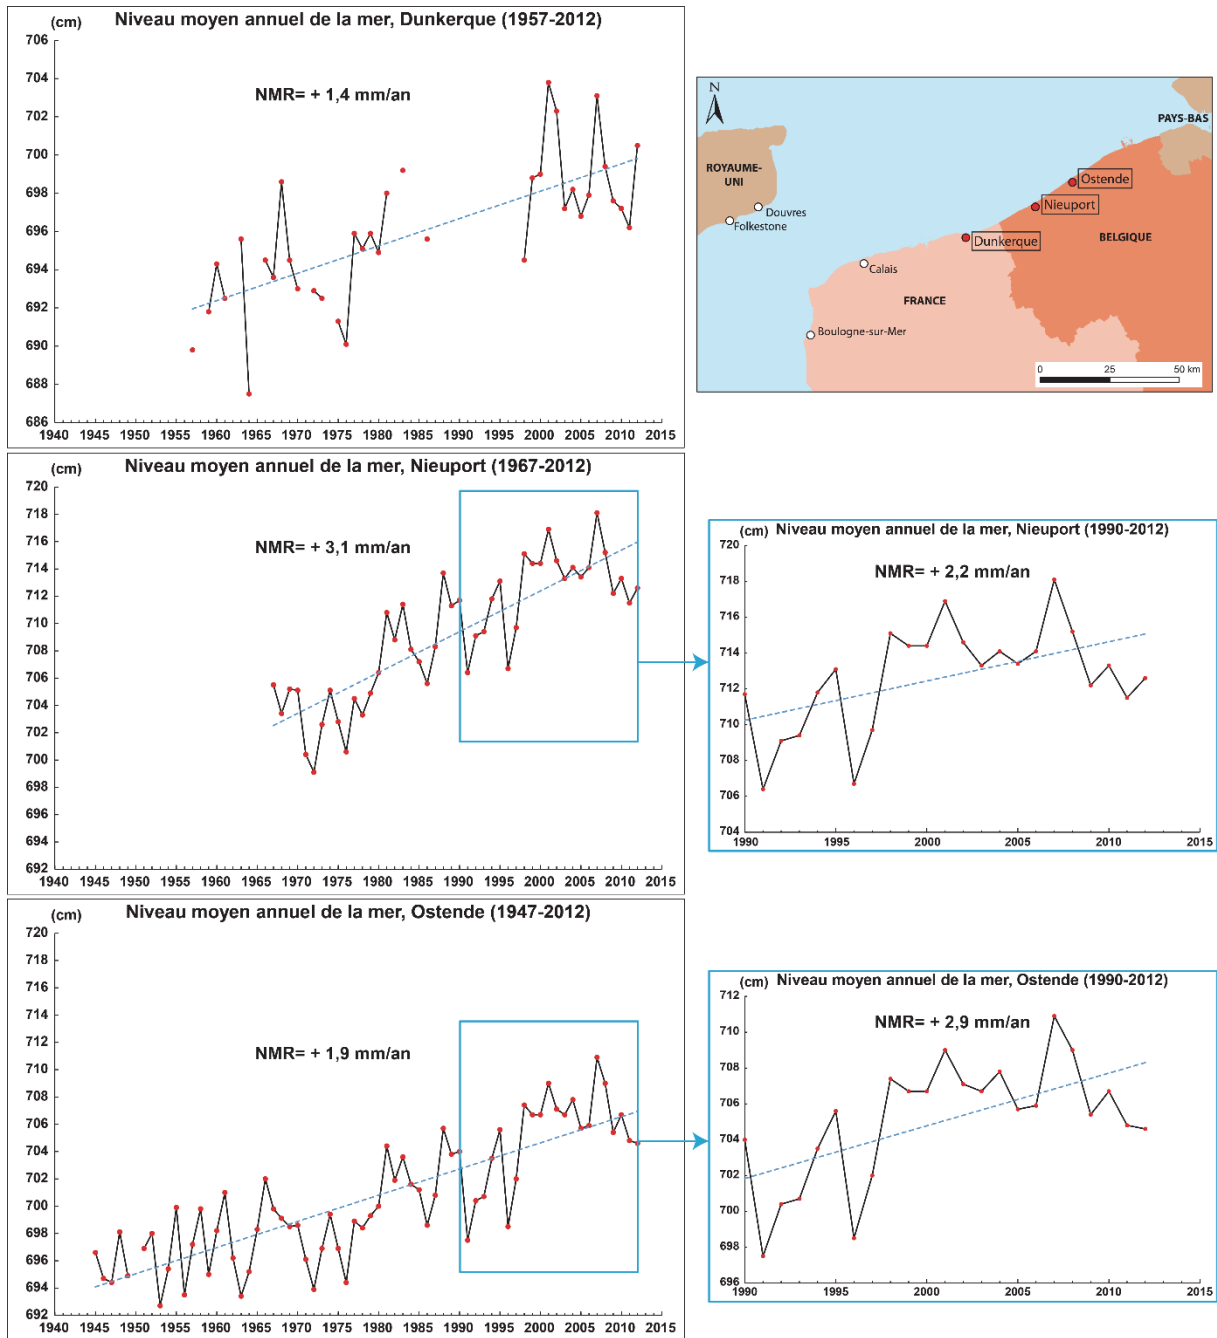 Niveau moyen annuel de la mer, Dunkerque (1957-2012)
(cm)
NMR= + 1,4 mm/an
706
704
702
700
698
696
694
692
690
688
686
1940 1945 1950 1955 1960 1965 1970 1975 1980 1985 1990 1995 2000 2005 2010 2015
N
PAYS-BAS
ROYAUME-
UNI
Ostende
Nieuport
Douvres
Folkestone
Dunkerque
BELGIQUE
Calais
FRANCE
Boulogne-sur-Mer
0 25 50 km
(cm) Niveau moyen annuel de la mer, Nieuport (1967-2012)
NMR= + 3,1 mm/an
720
718
716
714
712
710
708
706
704
702
700
698
696
694
692
1940 1945 1950 1955 1960 1965 1970 1975 1980 1985 1990 1995 2000 2005 2010 2015
(cm) Niveau moyen annuel de la mer, Nieuport (1990-2012)
NMR= + 2,2 mm/an
720
718
716
714
712
710
708
706
704
1990 1995 2000 2005 2010 2015
(cm) Niveau moyen annuel de la mer, Ostende (1947-2012)
NMR= + 1,9 mm/an
720
718
716
714
712
710
708
706
704
702
700
698
696
694
692
1940 1945 1950 1955 1960 1965 1970 1975 1980 1985 1990 1995 2000 2005 2010 2015
(cm) Niveau moyen annuel de la mer, Ostende (1990-2012)
NMR= + 2,9 mm/an
712
710
708
706
704
702
700
698
696
1990 1995 2000 2005 2010 2015